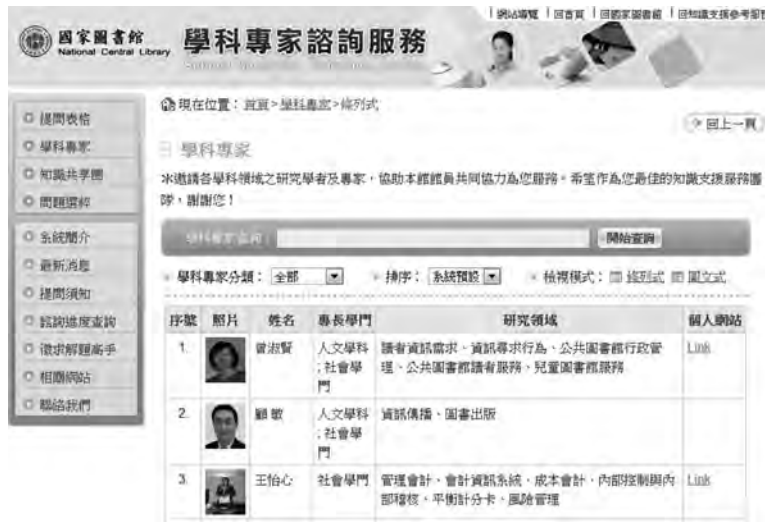 網站導覽 | 回首頁 | 回國家圖書館 | 回知識支援參考服務
國家圖書館
National Central Library
學科專家諮詢服務
現在位置：首頁>學科專家>條列式
回上一頁
提問表格
學科專家
知識共享團
問題選粹
系統簡介
最新消息
提問須知
諮詢進度查詢
徵求解題高手
相關網站
聯絡我們
學科專家
※邀請各學科領域之研究學者及專家，協助本館館員共同協力為您服務。希望作為您最佳的知識支援服務團
隊，謝謝您！
學科專家查詢： 開始查詢
學科專家分類： 全部 排序： 系統預設 檢視模式： 條列式 圖文式
序號 照片 姓名 專長學門 研究領域 個人網站
1. 曾淑賢 人文學科 讀者資訊需求、資訊尋求行為、公共圖書館行政管 Link
;社會學 理、公共圖書館讀者服務、兒童圖書館服務
門
2. 顧敏 人文學科 資訊傳播、圖書出版
;社會學
門
3. 王怡心 社會學門 管理會計、會計資訊系統、成本會計、內部控制與內 Link
部稽核、平衡計分卡、風險管理